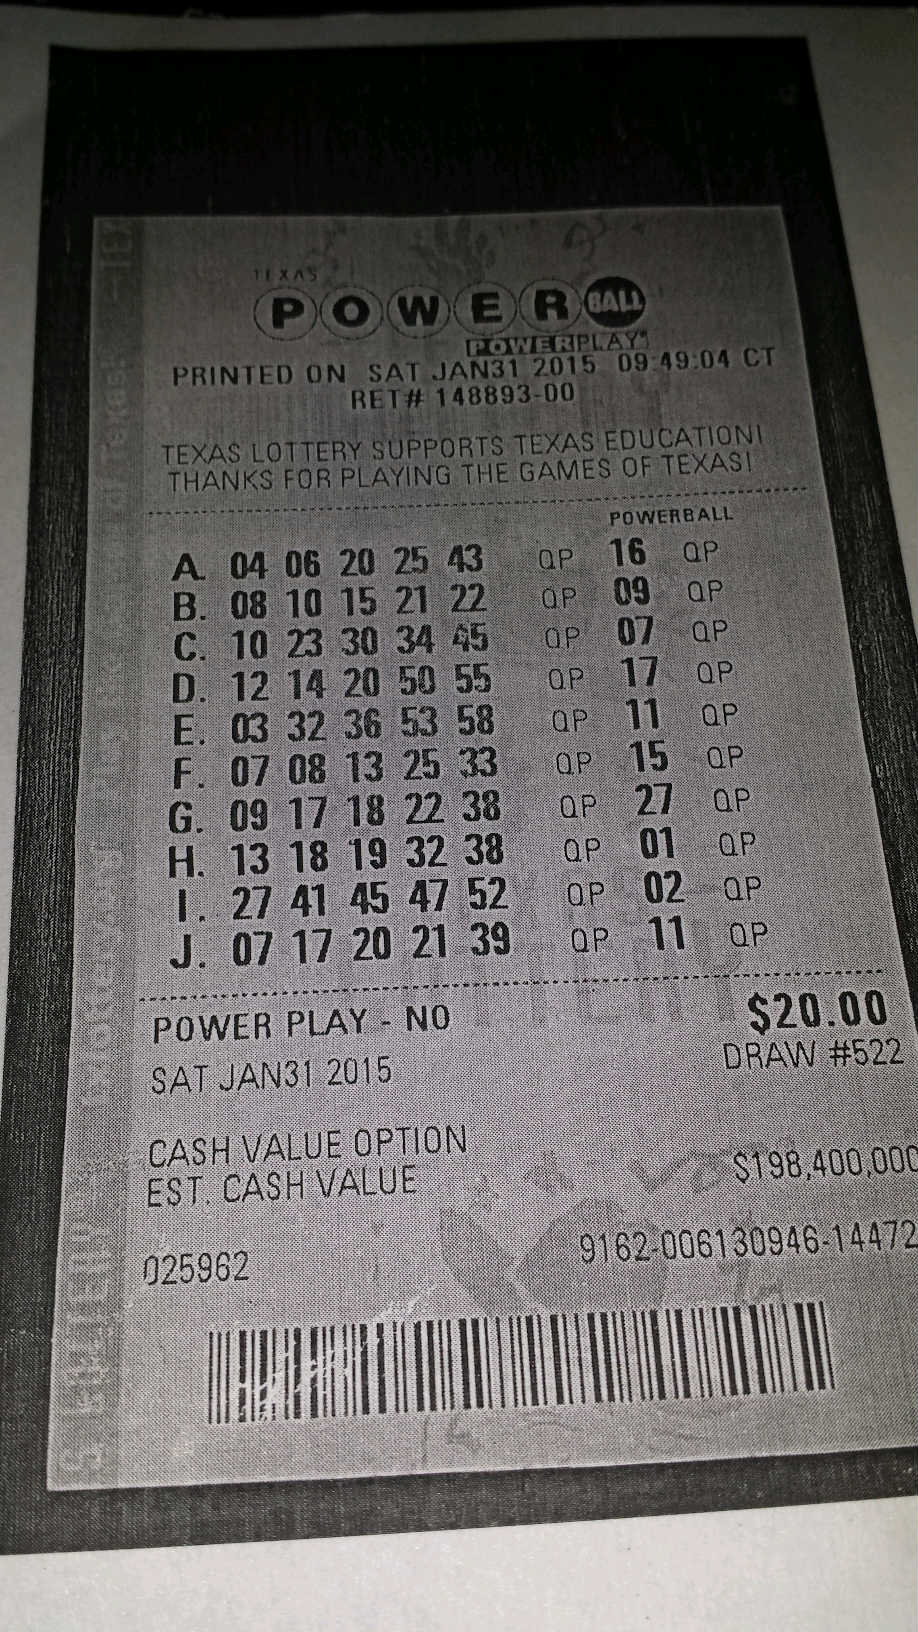 TEXAS
POWERBALL
POWERPLAY
PRINTED ON SAT JAN31 2015 09:49:04 CT
RET# 148893-00
TEXAS LOTTERY SUPPORTS TEXAS EDUCATION!
THANKS FOR PLAYING THE GAMES OF TEXAS!
POWERBALL
A. 04 06 20 25 43 QP 16 QP
B. 08 10 15 21 22 QP 09 QP
C. 10 23 30 34 45 QP 07 QP
D. 12 14 20 50 55 QP 17 QP
E. 03 32 36 53 58 QP 11 QP
F. 07 08 13 25 33 QP 15 QP
G. 09 17 18 22 38 QP 27 QP
H. 13 18 19 32 38 QP 01 QP
I. 27 41 45 47 52 QP 02 QP
J. 07 17 20 21 39 QP 11 QP
POWER PLAY - NO $20.00
SAT JAN31 2015 DRAW #522
CASH VALUE OPTION
EST. CASH VALUE $198,400,000
025962 9162-006130946-14472